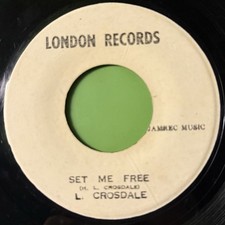 LONDON RECORDS
JAMREC MUSIC
SET ME FREE
(H. L. CROSDALE)
L. CROSDALE